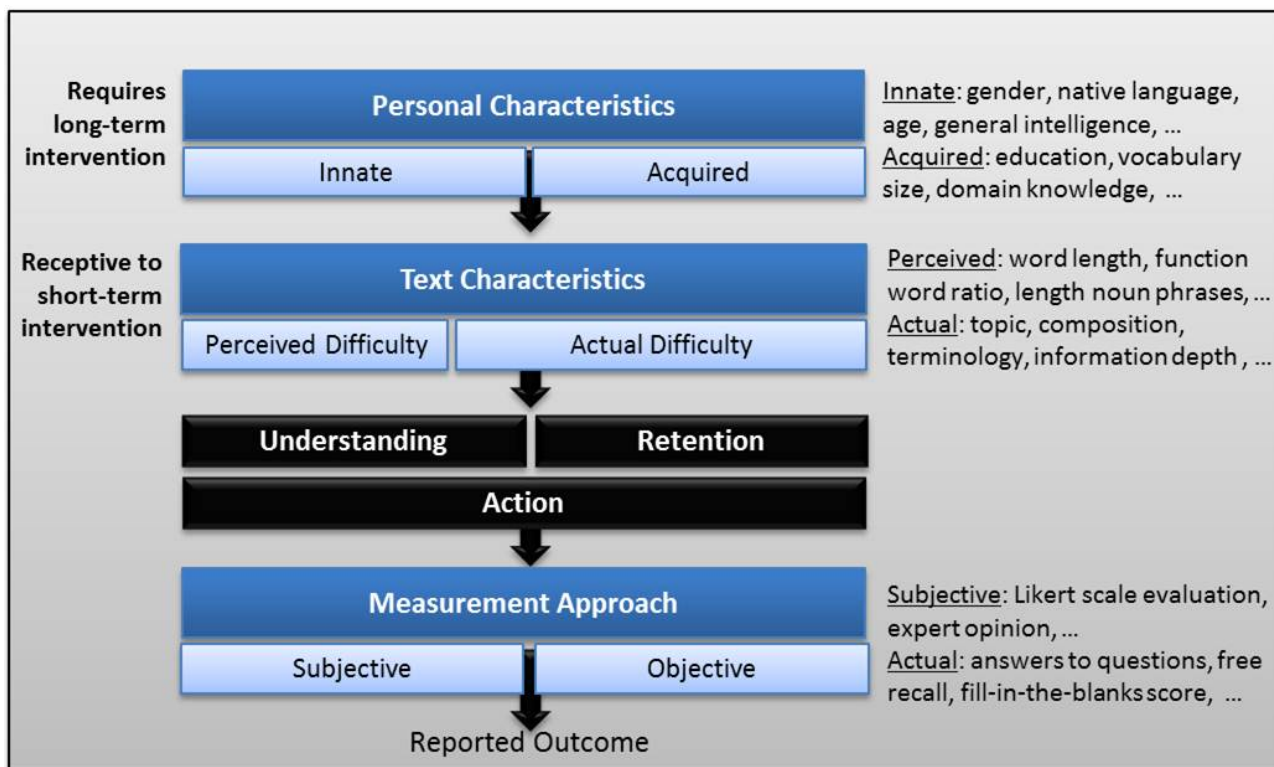 Requires
long-term
intervention
Personal Characteristics
Innate
Acquired
Innate: gender, native language,
age, general intelligence, ...
Acquired: education, vocabulary
size, domain knowledge, ...
Receptive to
short-term
intervention
Text Characteristics
Perceived Difficulty
Actual Difficulty
Perceived: word length, function
word ratio, length noun phrases, ...
Actual: topic, composition,
terminology, information depth , ...
Understanding
Retention
Action
Measurement Approach
Subjective
Objective
Subjective: Likert scale evaluation,
expert opinion, ...
Actual: answers to questions, free
recall, fill-in-the-blanks score, ...
Reported Outcome